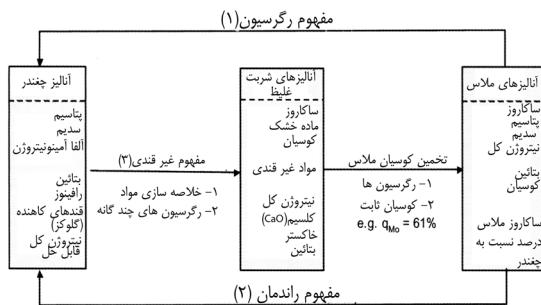 مفهوم رگرسیون(۱)
آنالیز چغندر
پتاسیم
سدیم
آلفا آمینونیتروژن
بتائین
رافینوز
قندهای کاهنده
(گلوکز)
نیتروژن کل
قابل حل
مفهوم غیر قندی(۳)
۱- خلاصه سازی مواد
۲- رگرسیون های چند گانه
آنالیزهای شربت
غلیظ
ساکاروز
ماده خشک
کوسیان
مواد غیر قندی
نیتروژن کل
کلسیم(CaO)
خاکستر
بتائین
تخمین کوسیان ملاس
۱- رگرسیون ها
۲- کوسیان ثابت
e.g. qMo = 61%
آنالیزهای ملاس
ساکاروز
پتاسیم
سدیم
نیتروژن کل
بتائین
کوسیان
ساکاروز ملاس
درصد نسبت به
چغندر
مفهوم راندمان (۲)